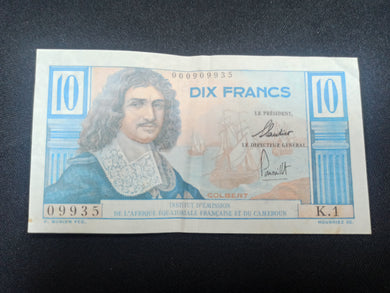 000909935
10
DIX FRANCS
10
LE PRÉSIDENT,
LE DIRECTEUR GÉNÉRAL,
COLBERT
INSTITUT D'ÉMISSION
DE L'AFRIQUE ÉQUATORIALE FRANÇAISE ET DU CAMEROUN
09935
K.1